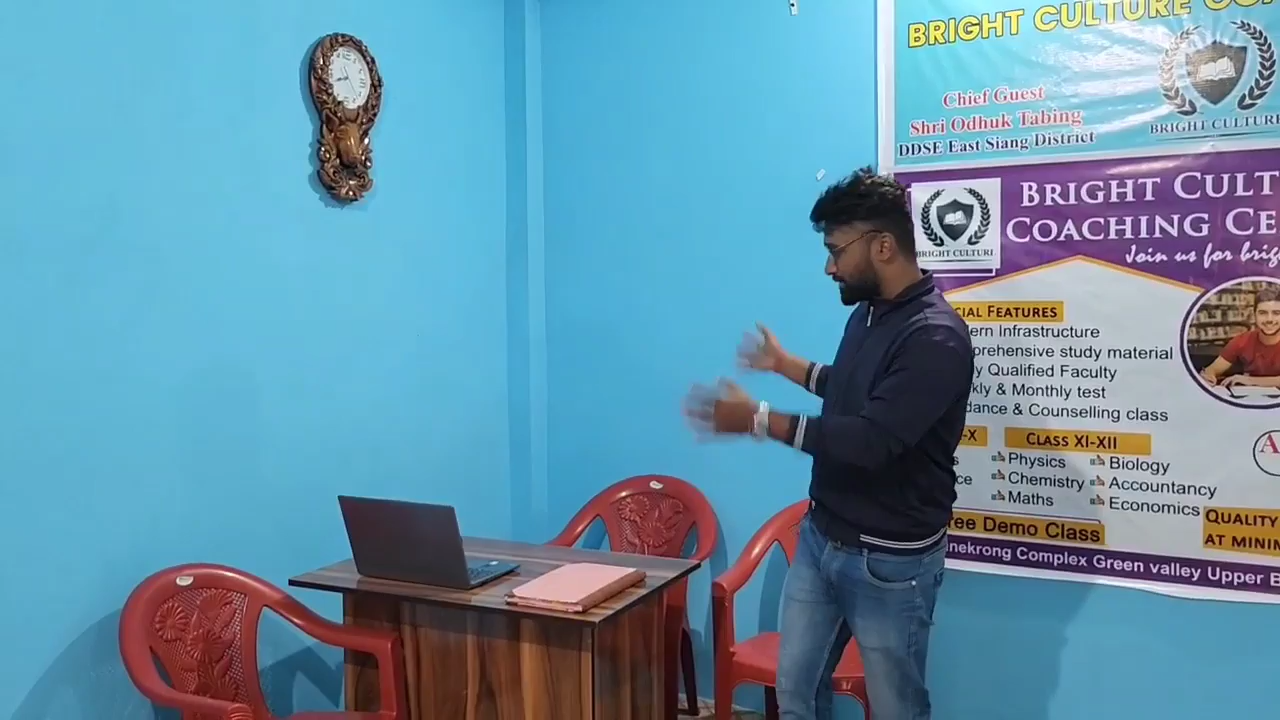 BRIGHT CULTURE
Chief Guest
Shri Odhuk Tabing
DDSE East Siang District
BRIGHT CULTURE
BRIGHT CULT
COACHING CE
Join us for brig
BRIGHT CULTURE
CIAL FEATURES
ern Infrastructure
prehensive study material
y Qualified Faculty
kly & Monthly test
dance & Counselling class
-X
CLASS XI-XII
Physics
Biology
Chemistry
Accountancy
Maths
Economics
ree Demo Class
QUALITY
AT MINIM
nekrong Complex Green valley Upper B